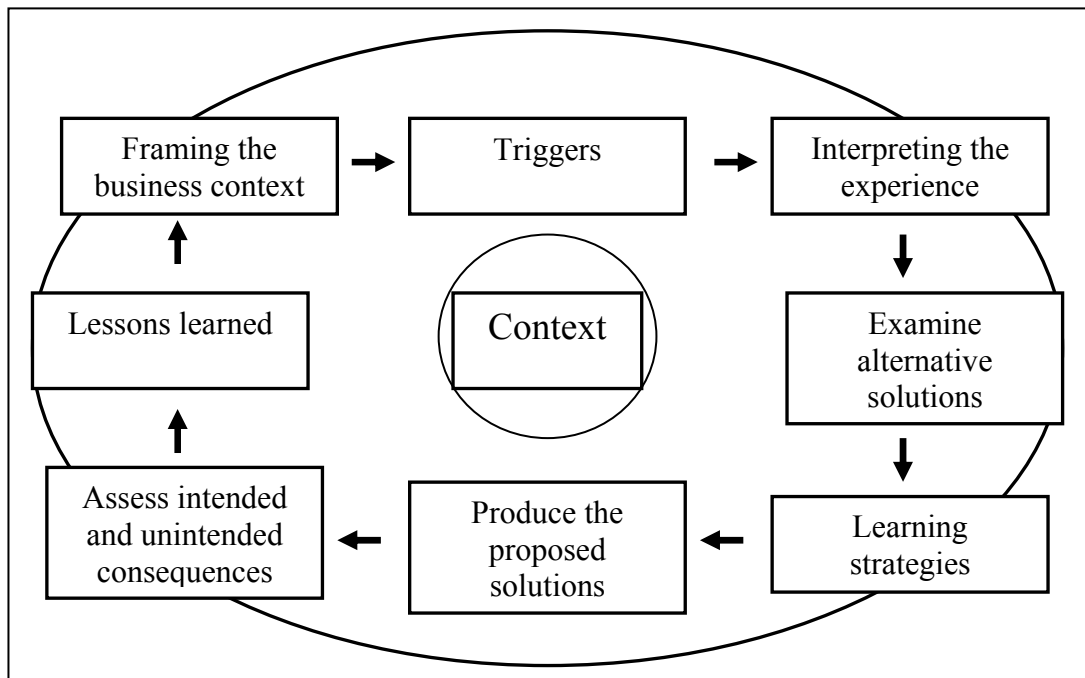 Framing the
business context
Triggers
Interpreting the
experience
Lessons learned
Context
Examine
alternative
solutions
Assess intended
and unintended
consequences
Produce the
proposed
solutions
Learning
strategies